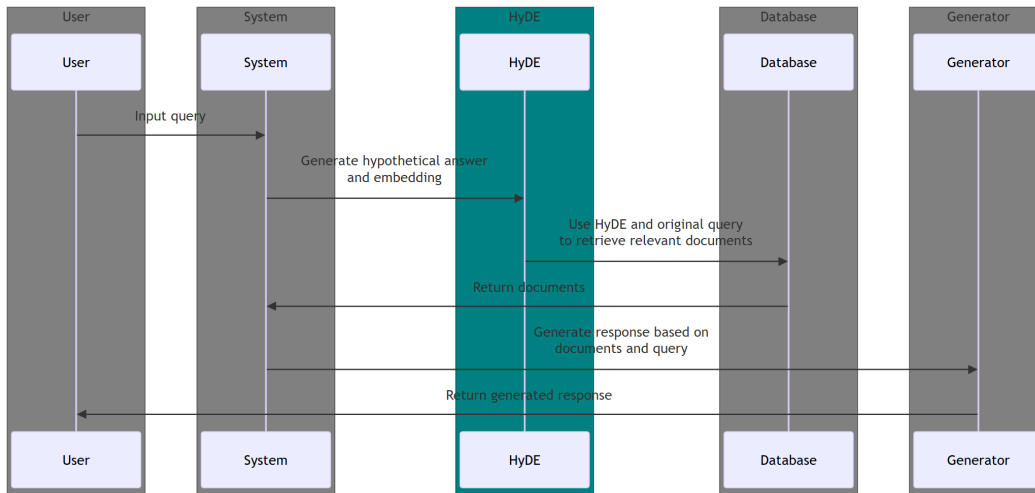 User
System
HyDE
Database
Generator
User
System
HyDE
Database
Generator
Input query
Generate hypothetical answer
and embedding
Use HyDE and original query
to retrieve relevant documents
Return documents
Generate response based on
documents and query
Return generated response
User
System
HyDE
Database
Generator